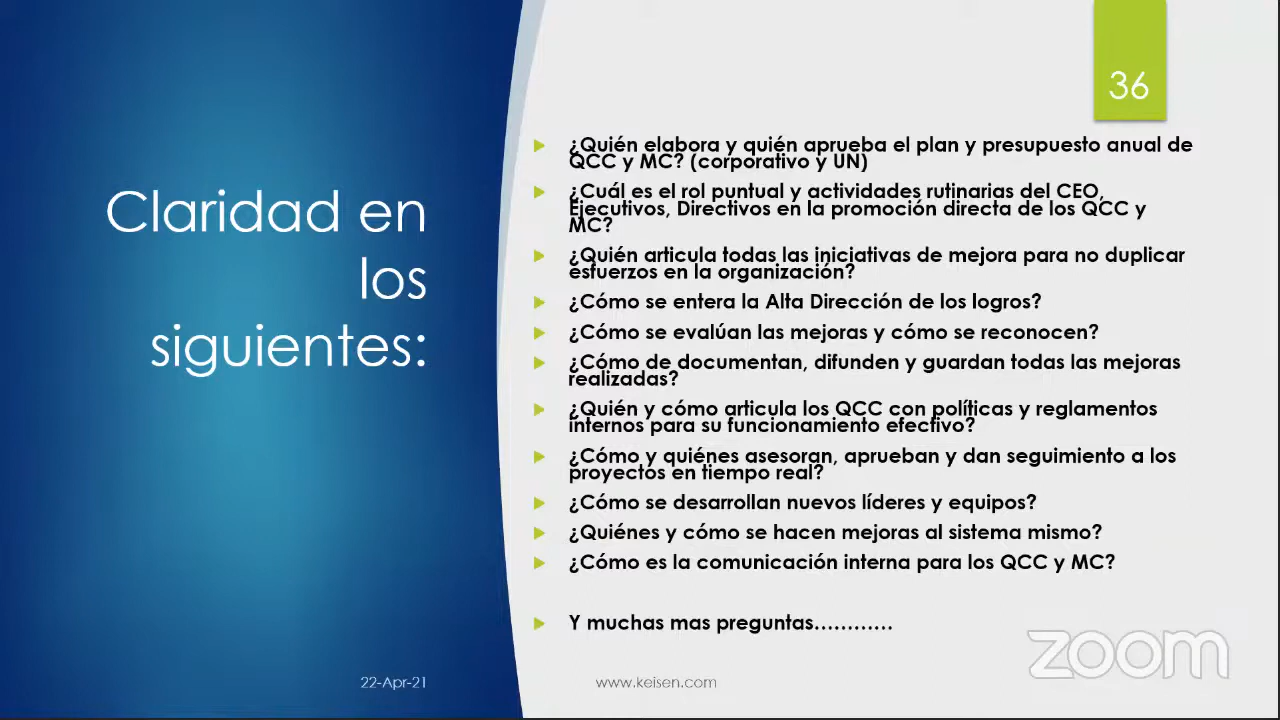 36
Claridad en
los
siguientes:
¿Quién elabora y quién aprueba el plan y presupuesto anual de
QCC y MC? (corporativo y UN)
¿Cuál es el rol puntual y actividades rutinarias del CEO,
Ejecutivos, Directivos en la promoción directa de los QCC y
MC?
¿Quién articula todas las iniciativas de mejora para no duplicar
esfuerzos en la organización?
¿Cómo se entera la Alta Dirección de los logros?
¿Cómo se evalúan las mejoras y cómo se reconocen?
¿Cómo de documentan, difunden y guardan todas las mejoras
realizadas?
¿Quién y cómo articula los QCC con políticas y reglamentos
internos para su funcionamiento efectivo?
¿Cómo y quiénes asesoran, aprueban y dan seguimiento a los
proyectos en tiempo real?
¿Cómo se desarrollan nuevos líderes y equipos?
¿Quiénes y cómo se hacen mejoras al sistema mismo?
¿Cómo es la comunicación interna para los QCC y MC?
Y muchas mas preguntas…………
22-Apr-21
www.keisen.com
zoom